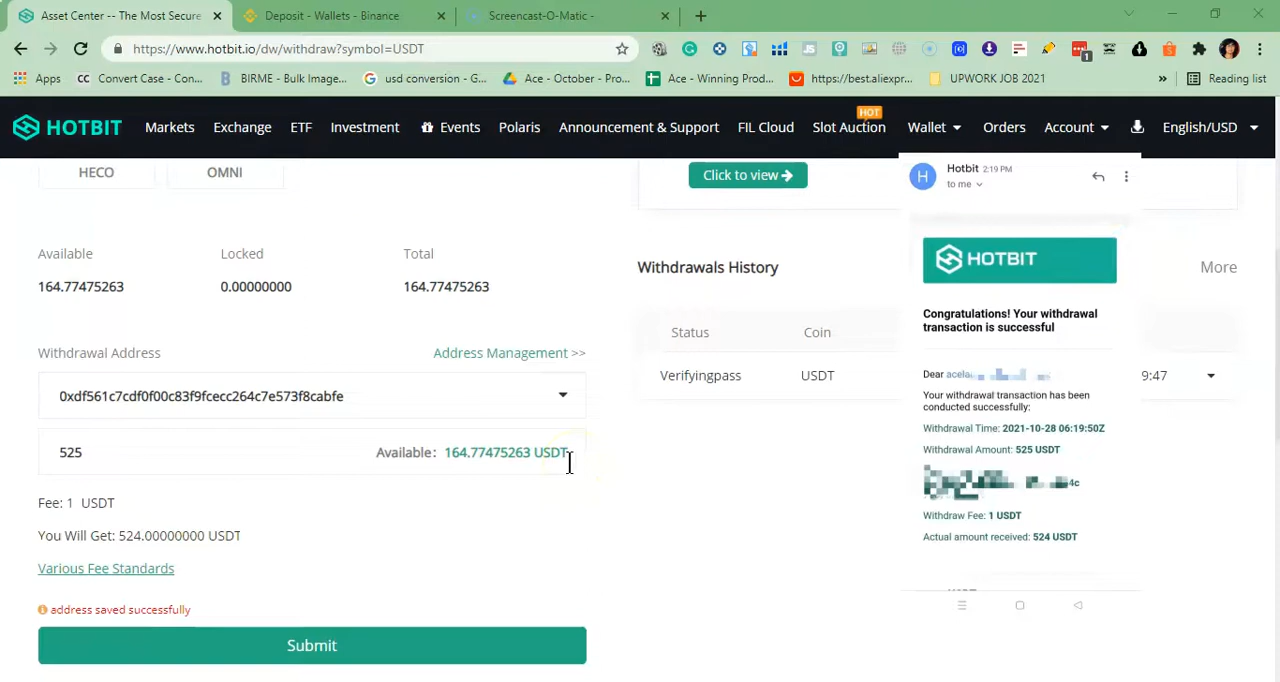 Asset Center -- The Most Secure
Deposit - Wallets - Binance
Screencast-O-Matic -
https://www.hotbit.io/dw/withdraw?symbol=USDT
Apps
CC Convert Case - Con...
BIRME - Bulk Image...
usd conversion - G...
Ace - October - Pro...
Ace - Winning Prod...
https://best.aliexpr...
UPWORK JOB 2021
»
Reading list
HOTBIT
Markets
Exchange
ETF
Investment
Events
Polaris
Announcement & Support
FIL Cloud
HOT
Slot Auction
Wallet
Orders
Account
English/USD
HECO
OMNI
Click to view
Available
Locked
Total
164.77475263
0.00000000
164.77475263
Withdrawal Address
Address Management >>
0xdf561c7cdf0f00c83f9fcecc264c7e573f8cabfe
525
Available: 164.77475263 USDT
Fee: 1 USDT
You Will Get: 524.00000000 USDT
Various Fee Standards
address saved successfully
Submit
Withdrawals History
More
Status
Coin
Verifyingpass
USDT
9:47
H
Hotbit 2:19 PM
to me
HOTBIT
Congratulations! Your withdrawal
transaction is successful
Dear acela
Your withdrawal transaction has been
conducted successfully:
Withdrawal Time: 2021-10-28 06:19:50Z
Withdrawal Amount: 525 USDT
4c
Withdraw Fee: 1 USDT
Actual amount received: 524 USDT